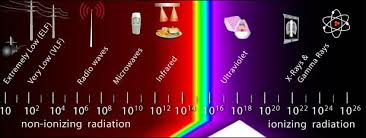 Extremely Low (ELF)
Very Low (VLF)
Radio waves
Microwaves
Infrared
Ultraviolet
X-Rays &
Gamma Rays
10 10² 10⁴ 10⁶ 10⁸ 10¹⁰ 10¹² 10¹⁴ 10¹⁶ 10¹⁸ 10²⁰ 10²² 10²⁴ 10²⁶
non-ionizing radiation
ionizing radiation